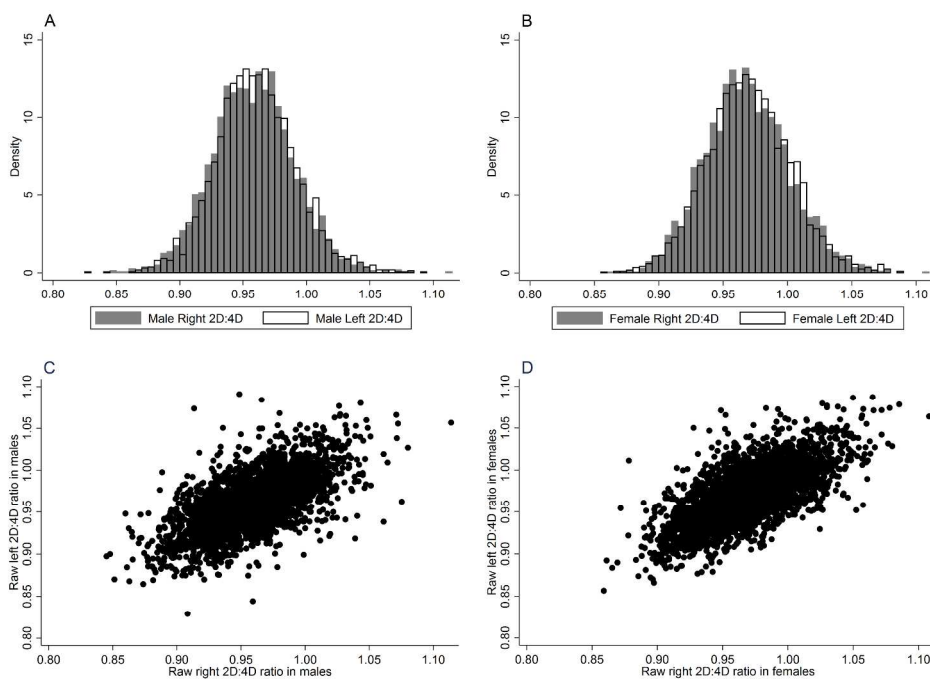 A
15
10
5
0
Density
0.80 0.85 0.90 0.95 1.00 1.05 1.10
Male Right 2D:4D Male Left 2D:4D
B
15
10
5
0
Density
0.80 0.85 0.90 0.95 1.00 1.05 1.10
Female Right 2D:4D Female Left 2D:4D
C
1.10
1.05
1.00
0.95
0.90
0.85
0.80
Raw left 2D:4D ratio in males
0.80 0.85 0.90 0.95 1.00 1.05 1.10
Raw right 2D:4D ratio in males
D
1.10
1.05
1.00
0.95
0.90
0.85
0.80
Raw left 2D:4D ratio in females
0.80 0.85 0.90 0.95 1.00 1.05 1.10
Raw right 2D:4D ratio in females